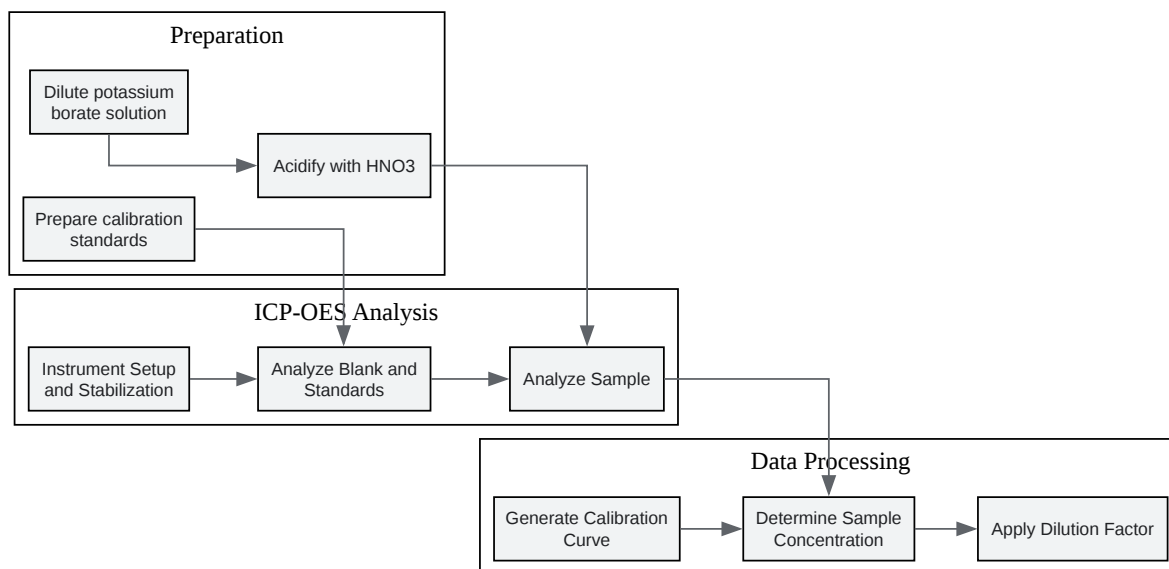 Preparation
Dilute potassium
borate solution
Acidify with HNO3
Prepare calibration
standards
ICP-OES Analysis
Instrument Setup
and Stabilization
Analyze Blank and
Standards
Analyze Sample
Data Processing
Generate Calibration
Curve
Determine Sample
Concentration
Apply Dilution Factor